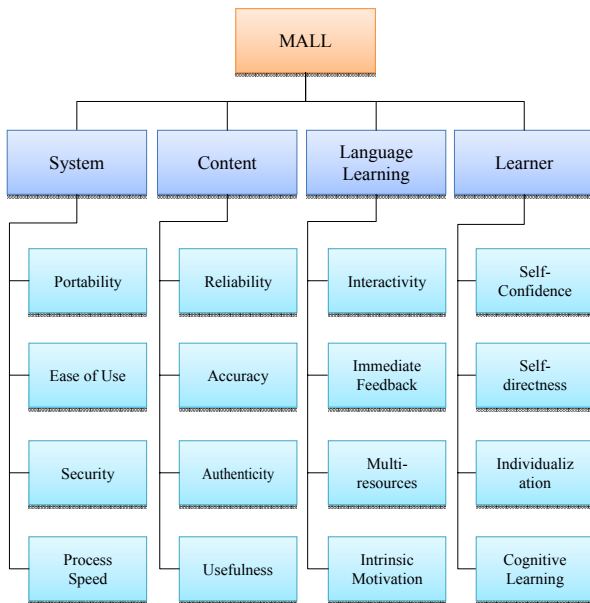 MALL
System
Content
Language
Learning
Learner
Portability
Reliability
Interactivity
Self-
Confidence
Ease of Use
Accuracy
Immediate
Feedback
Self-
directness
Security
Authenticity
Multi-
resources
Individualiz
ation
Process
Speed
Usefulness
Intrinsic
Motivation
Cognitive
Learning